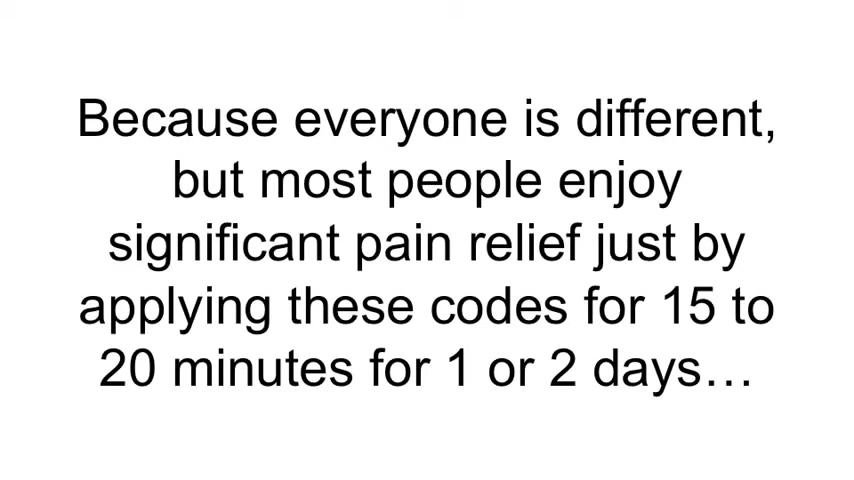 Because everyone is different,
but most people enjoy
significant pain relief just by
applying these codes for 15 to
20 minutes for 1 or 2 days…